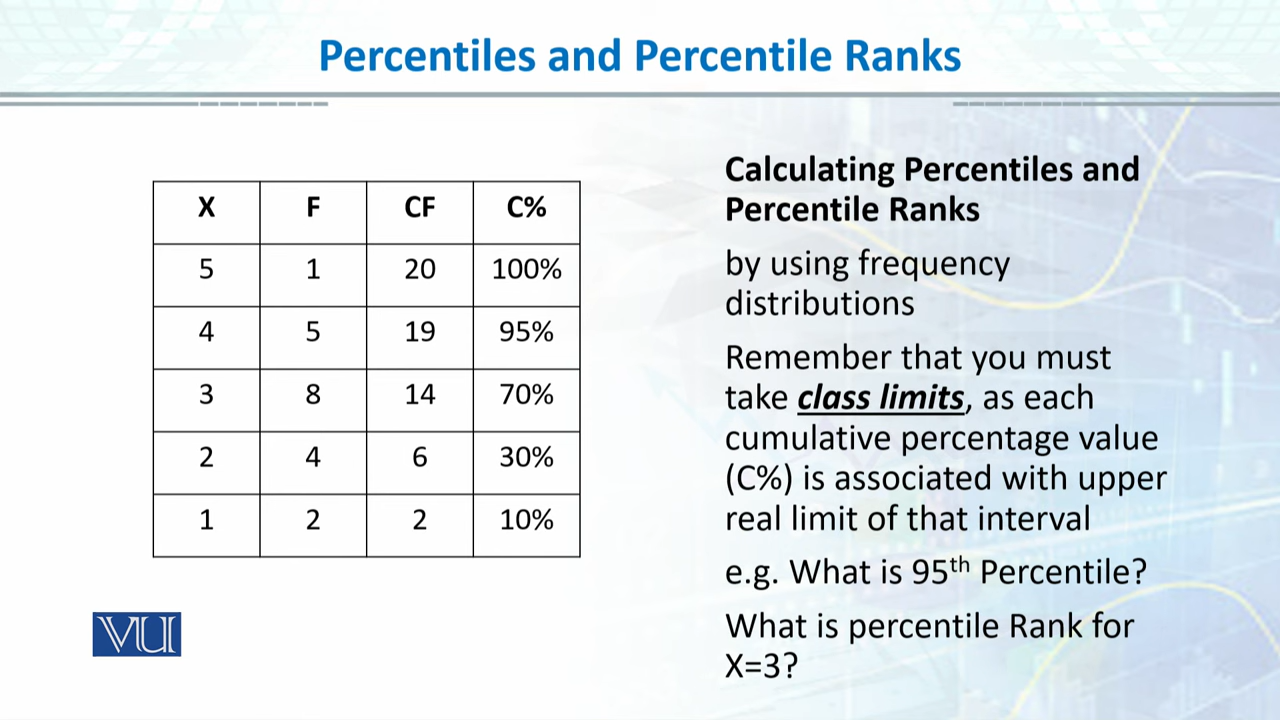 Percentiles and Percentile Ranks
X F CF C%
5 1 20 100%
4 5 19 95%
3 8 14 70%
2 4 6 30%
1 2 2 10%
Calculating Percentiles and
Percentile Ranks
by using frequency
distributions
Remember that you must
take class limits, as each
cumulative percentage value
(C%) is associated with upper
real limit of that interval
e.g. What is 95th Percentile?
What is percentile Rank for
X=3?
VU